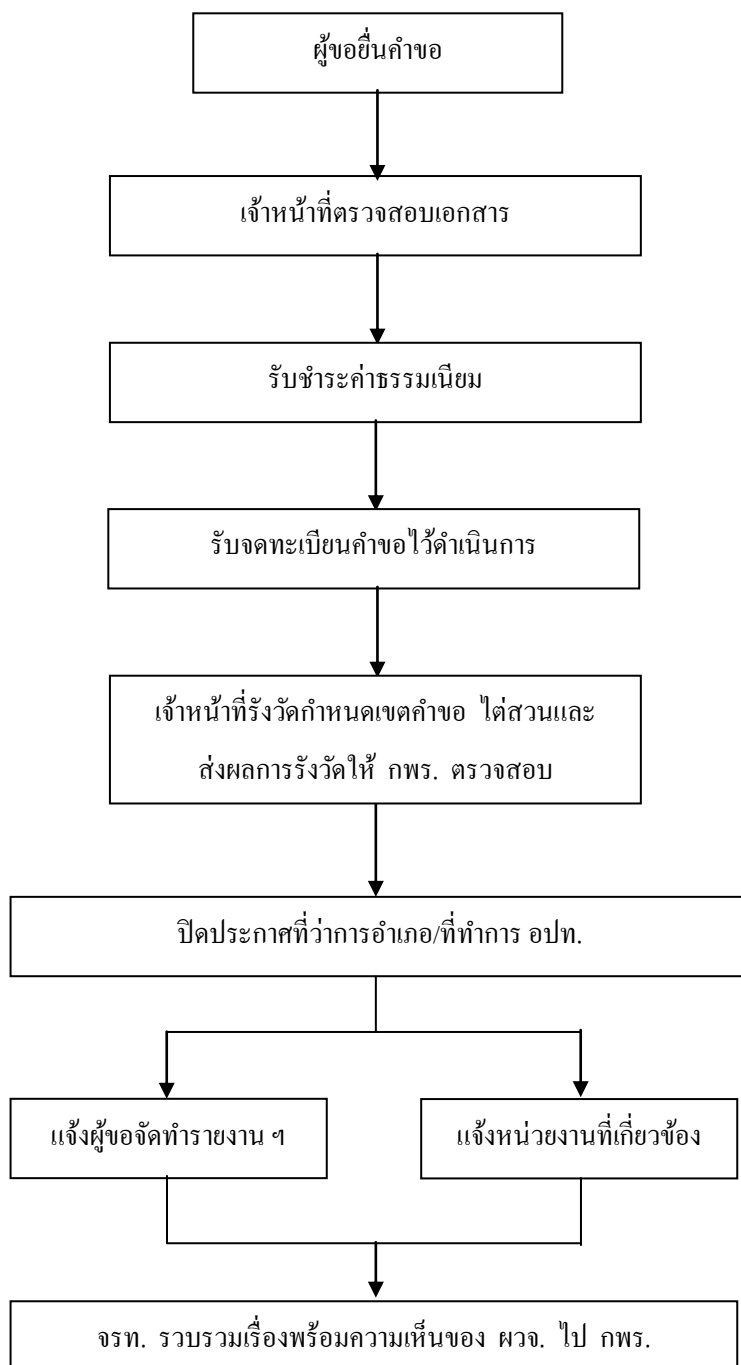 ผู้ขอยื่นคำขอ
เจ้าหน้าที่ตรวจสอบเอกสาร
รับชำระค่าธรรมเนียม
รับจดทะเบียนคำขอไว้ดำเนินการ
เจ้าหน้าที่รังวัดกำหนดเขตคำขอ ไต่สวนและ
ส่งผลการรังวัดให้ กพร. ตรวจสอบ
ปิดประกาศที่ว่าการอำเภอ/ที่ทำการ อปท.
แจ้งผู้ขอจัดทำรายงาน ฯ
แจ้งหน่วยงานที่เกี่ยวข้อง
จรท. รวบรวมเรื่องพร้อมความเห็นของ ผวจ. ไป กพร.